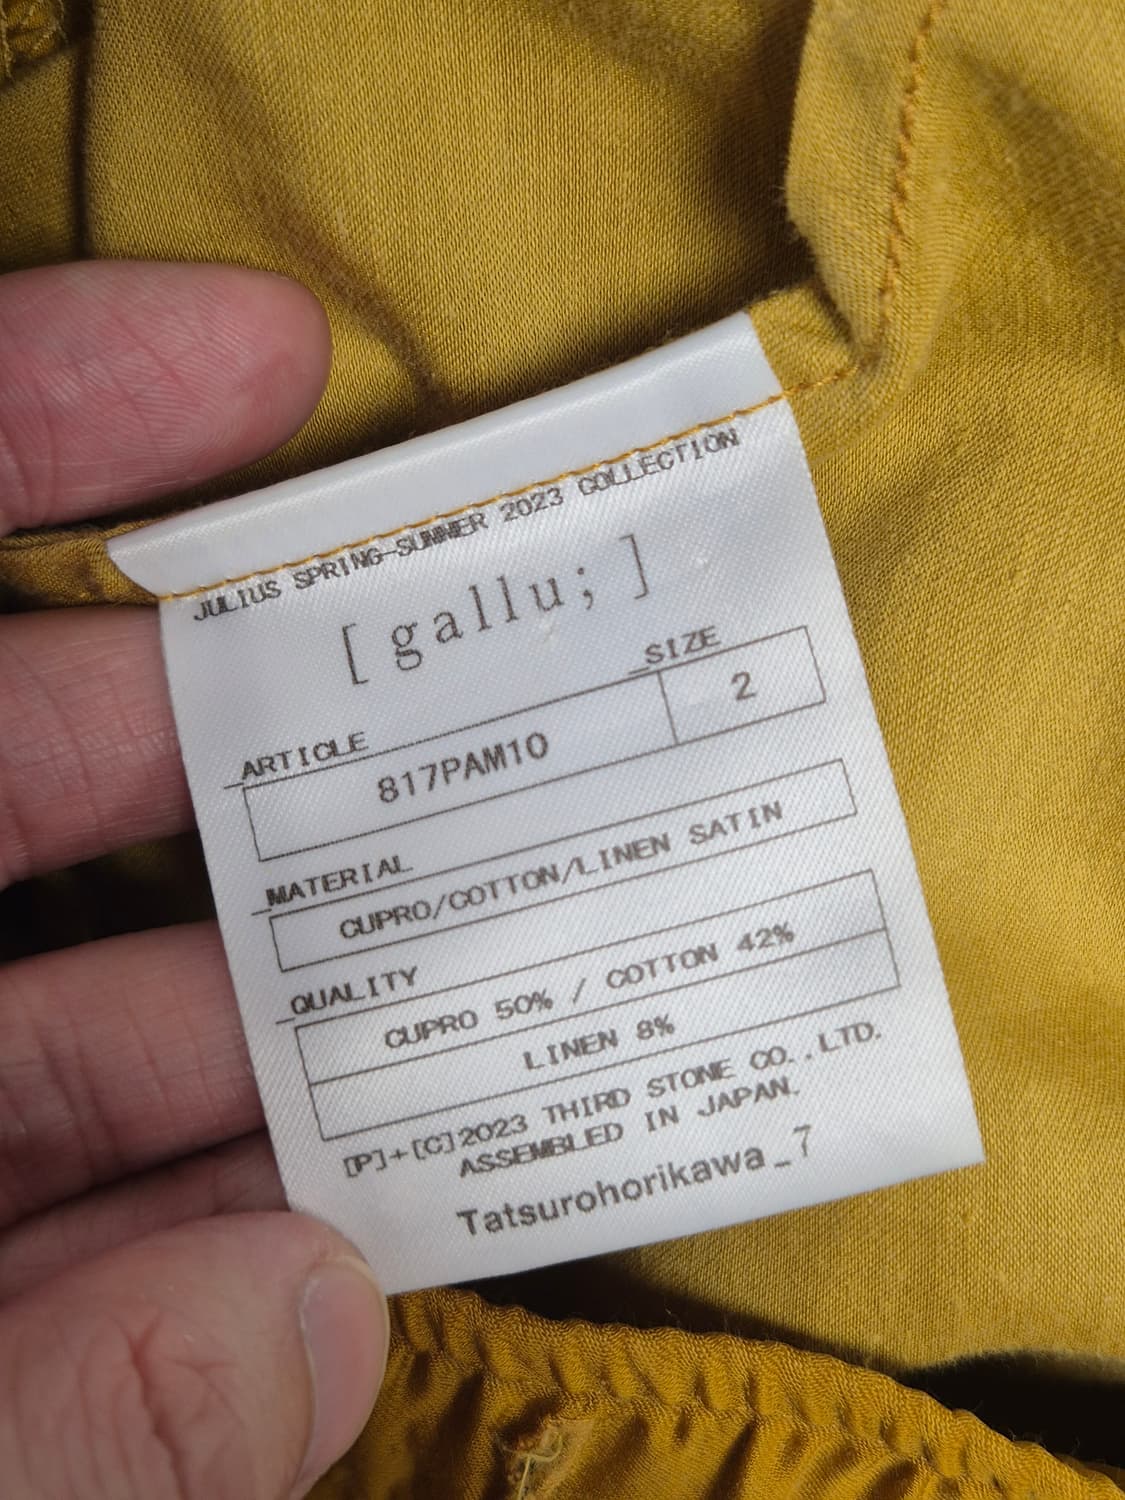 JULIUS SPRING-SUMMER 2023 COLLECTION
[gallu;]
_SIZE
2
_ARTICLE
817PAM10
_MATERIAL
CUPRO/COTTON/LINEN SATIN
_QUALITY
CUPRO 50% / COTTON 42%
LINEN 8%
[P]+[C]2023 THIRD STONE CO.,LTD.
ASSEMBLED IN JAPAN.
Tatsurohorikawa_7